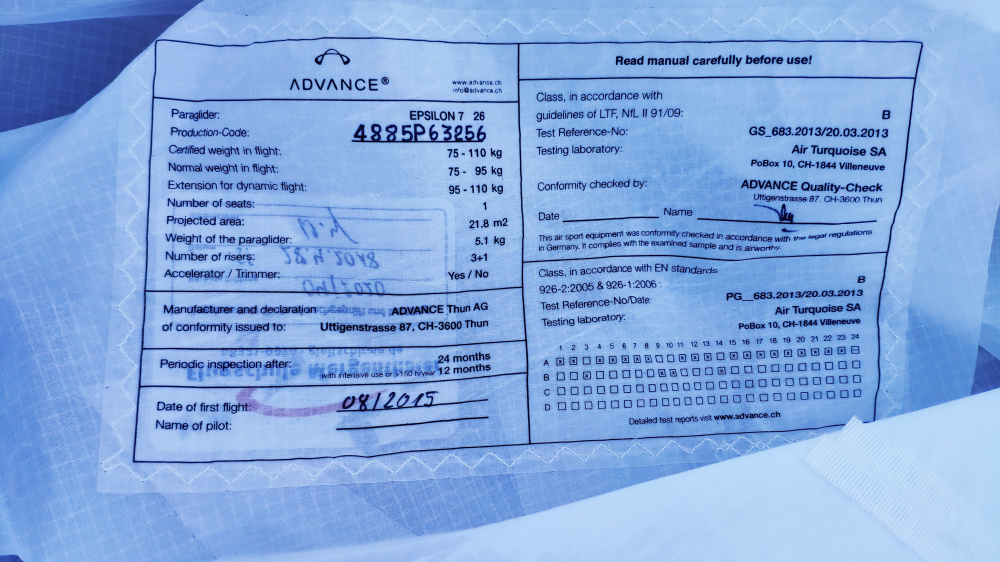 ADVANCE®
www.advance.ch
info@advance.ch
Paraglider: EPSILON 7 26
Production-Code: 4885P63256
Certified weight in flight: 75 - 110 kg
Normal weight in flight: 75 - 95 kg
Extension for dynamic flight: 95 - 110 kg
Number of seats: 1
Projected area: 21.8 m2
Weight of the paraglider: 5.1 kg
Number of risers: 3+1
Accelerator / Trimmer: Yes / No
Manufacturer and declaration ADVANCE Thun AG
of conformity issued to: Uttigenstrasse 87, CH-3600 Thun
Periodic inspection after: 24 months
with intensive use or >150 hr/year 12 months
Date of first flight: 08/2015
Name of pilot:
Read manual carefully before use!
Class, in accordance with
guidelines of LTF, NfL II 91/09: B
Test Reference-No: GS_683.2013/20.03.2013
Testing laboratory: Air Turquoise SA
PoBox 10, CH-1844 Villeneuve
Conformity checked by: ADVANCE Quality-Check
Uttigenstrasse 87. CH-3600 Thun
Date Name
This air sport equipment was conformity checked in accordance with the legal regulations
in Germany. It complies with the examined sample and is airworthy.
Class, in accordance with EN standards
926-2:2005 & 926-1:2006 : B
Test Reference-No/Date: PG_683.2013/20.03.2013
Testing laboratory: Air Turquoise SA
PoBox 10, CH-1844 Villeneuve
1 2 3 4 5 6 7 8 9 10 11 12 13 14 15 16 17 18 19 20 21 22 23 24
A
B
C
D
Detailed test reports visit www.advance.ch